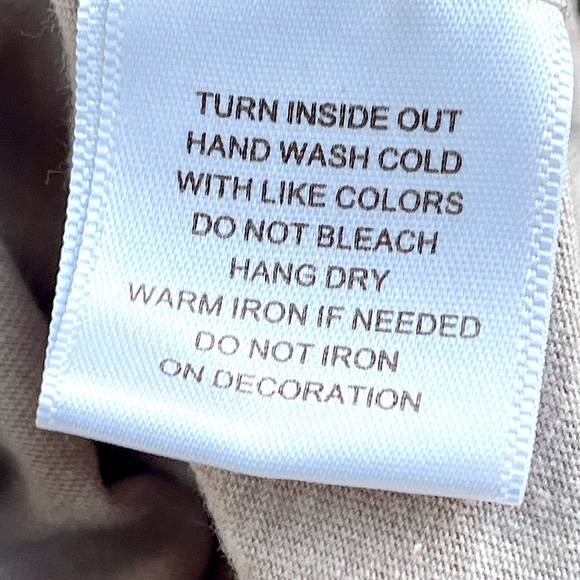 TURN INSIDE OUT
HAND WASH COLD
WITH LIKE COLORS
DO NOT BLEACH
HANG DRY
WARM IRON IF NEEDED
DO NOT IRON
ON DECORATION